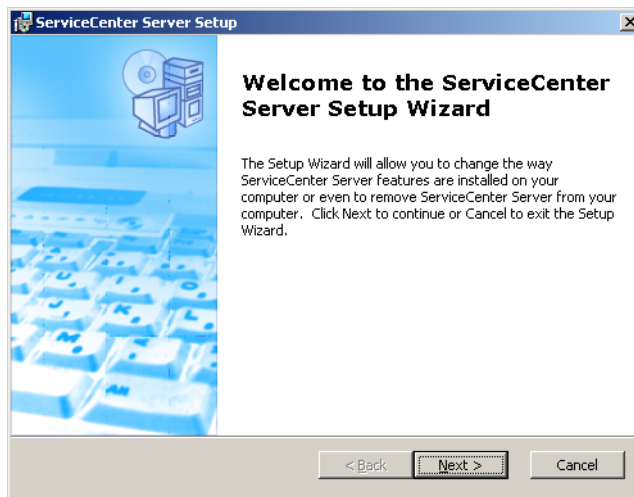 ServiceCenter Server Setup
Welcome to the ServiceCenter
Server Setup Wizard
The Setup Wizard will allow you to change the way
ServiceCenter Server features are installed on your
computer or even to remove ServiceCenter Server from your
computer.  Click Next to continue or Cancel to exit the Setup
Wizard.
< Back
Next >
Cancel